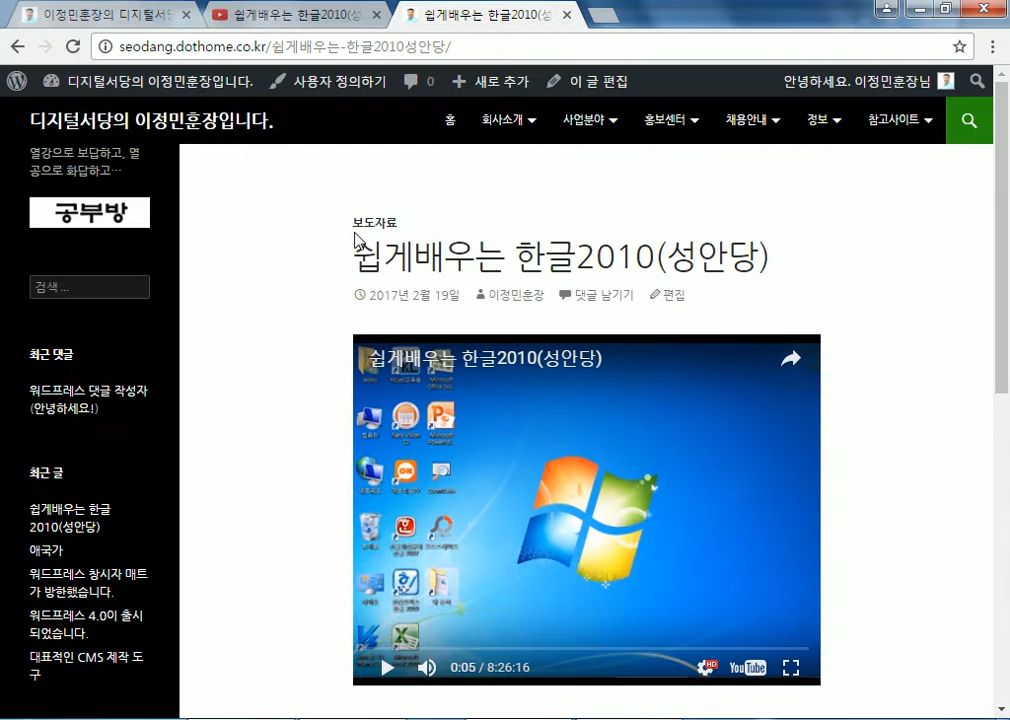 이정민훈장의 디지털서당
쉽게배우는 한글2010(성
쉽게배우는 한글2010(성
seodang.dothome.co.kr/쉽게배우는-한글2010성안당/
디지털서당의 이정민훈장입니다.
사용자 정의하기
0
새로 추가
이 글 편집
안녕하세요. 이정민훈장님
디지털서당의 이정민훈장입니다.
홈
회사소개
사업분야
홍보센터
채용안내
정보
참고사이트
열강으로 보답하고, 열
공으로 화답하고…
공부방
검색 ...
최근 댓글
워드프레스 댓글 작성자
(안녕하세요!)
최근 글
쉽게배우는 한글
2010(성안당)
애국가
워드프레스 창시자 매트
가 방한했습니다.
워드프레스 4.0이 출시
되었습니다.
대표적인 CMS 제작 도
구
보도자료
쉽게배우는 한글2010(성안당)
2017년 2월 19일
이정민훈장
댓글 남기기
편집
쉽게배우는 한글2010(성안당)
0:05 / 8:26:16
HD
YouTube